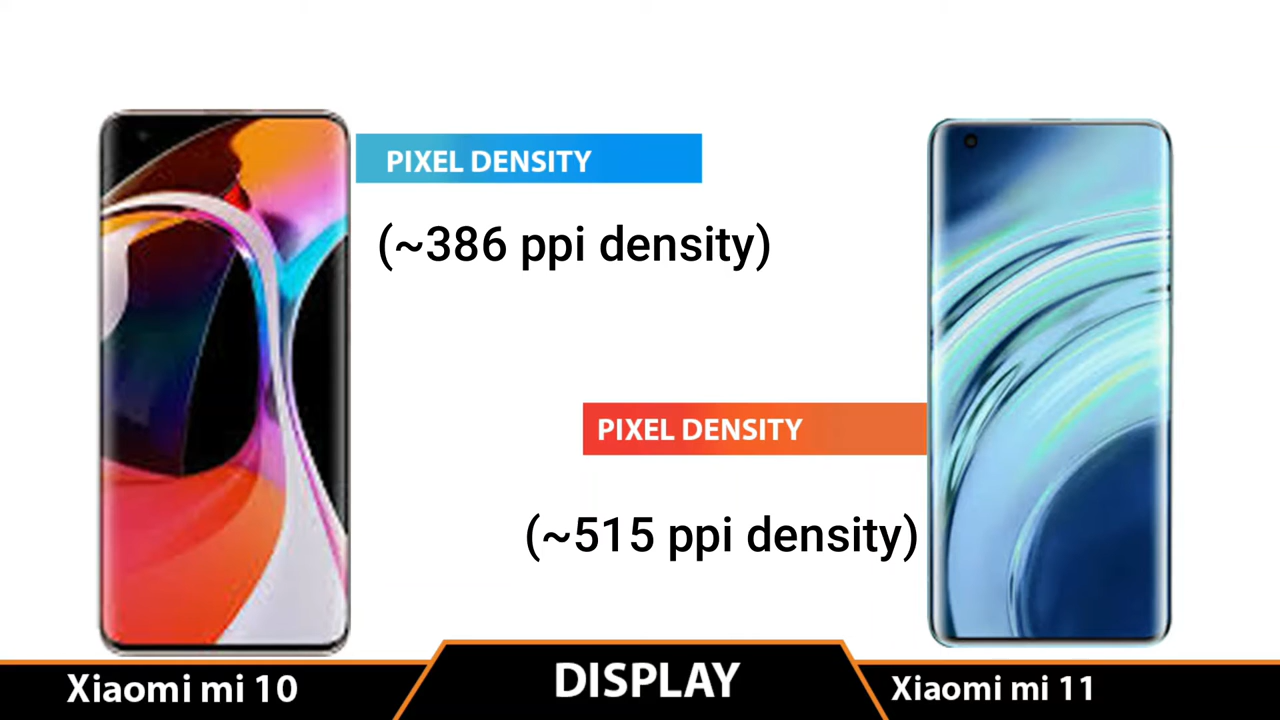 PIXEL DENSITY
(~386 ppi density)
PIXEL DENSITY
(~515 ppi density)
Xiaomi mi 10
DISPLAY
Xiaomi mi 11